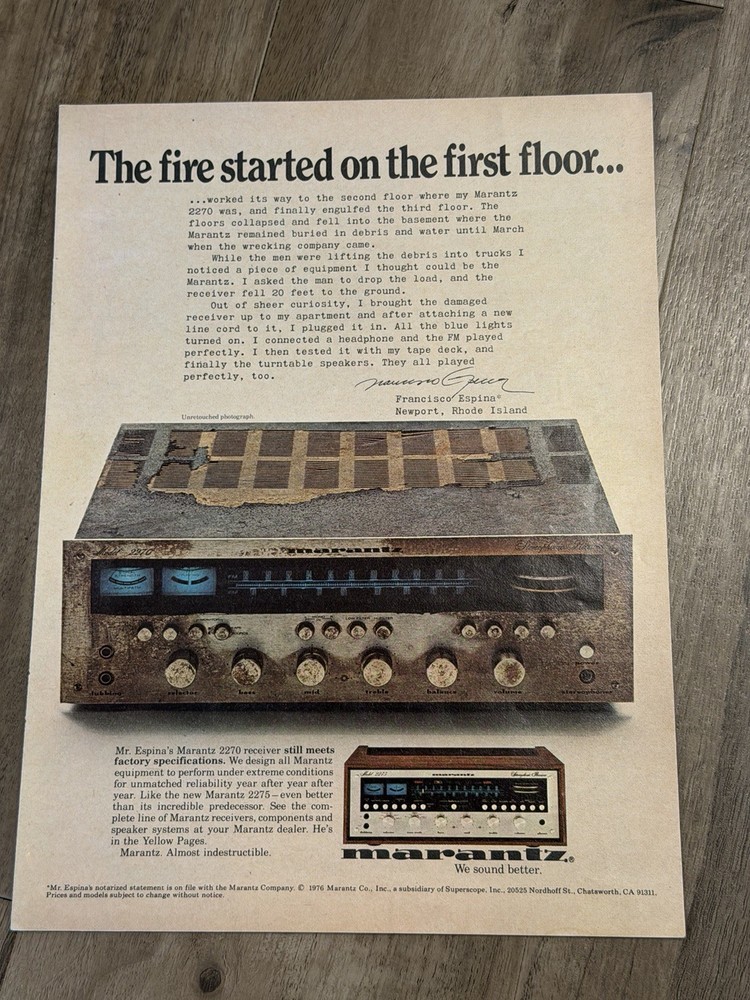 The fire started on the first floor...
...worked its way to the second floor where my Marantz
2270 was, and finally engulfed the third floor. The
floors collapsed and fell into the basement where the
Marantz remained buried in debris and water until March
when the wrecking company came.
While the men were lifting the debris into trucks I
noticed a piece of equipment I thought could be the
Marantz. I asked the man to drop the load, and the
receiver fell 20 feet to the ground.
Out of sheer curiosity, I brought the damaged
receiver up to my apartment and after attaching a new
line cord to it, I plugged it in. All the blue lights
turned on. I connected a headphone and the FM played
perfectly. I then tested it with my tape deck, and
finally the turntable speakers. They all played
perfectly, too.
Francisco Espina*
Newport, Rhode Island
Unretouched photograph.
Model 2270
marantz
dubbing
selector
bass
mid
treble
balance
volume
Mr. Espina's Marantz 2270 receiver still meets
factory specifications. We design all Marantz
equipment to perform under extreme conditions
for unmatched reliability year after year after
year. Like the new Marantz 2275 – even better
than its incredible predecessor. See the com-
plete line of Marantz receivers, components and
speaker systems at your Marantz dealer. He's
in the Yellow Pages.
Marantz. Almost indestructible.
marantz
marantz®
We sound better.
*Mr. Espina's notarized statement is on file with the Marantz Company. © 1976 Marantz Co., Inc., a subsidiary of Superscope, Inc., 20525 Nordhoff St., Chatsworth, CA 91311.
Prices and models subject to change without notice.